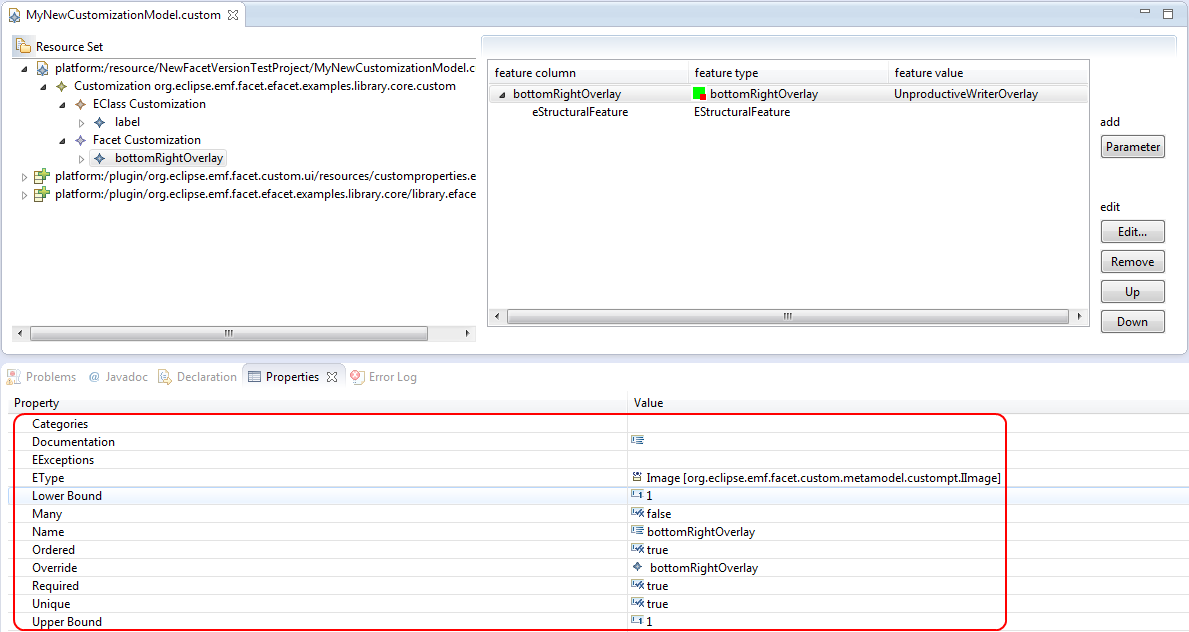 MyNewCustomizationModel.custom
Resource Set
platform:/resource/NewFacetVersionTestProject/MyNewCustomizationModel.c
Customization org.eclipse.emf.facet.efacet.examples.library.core.custom
EClass Customization
label
Facet Customization
bottomRightOverlay
platform:/plugin/org.eclipse.emf.facet.custom.ui/resources/customproperties.e
platform:/plugin/org.eclipse.emf.facet.efacet.examples.library.core/library.eface
feature column feature type feature value
bottomRightOverlay bottomRightOverlay UnproductiveWriterOverlay
eStructuralFeature EStructuralFeature
add
Parameter
edit
Edit...
Remove
Up
Down
Problems @ Javadoc Declaration Properties Error Log
Property Value
Categories
Documentation
EExceptions
EType Image [org.eclipse.emf.facet.custom.metamodel.custompt.IImage]
Lower Bound 1
Many false
Name bottomRightOverlay
Ordered true
Override bottomRightOverlay
Required true
Unique true
Upper Bound 1